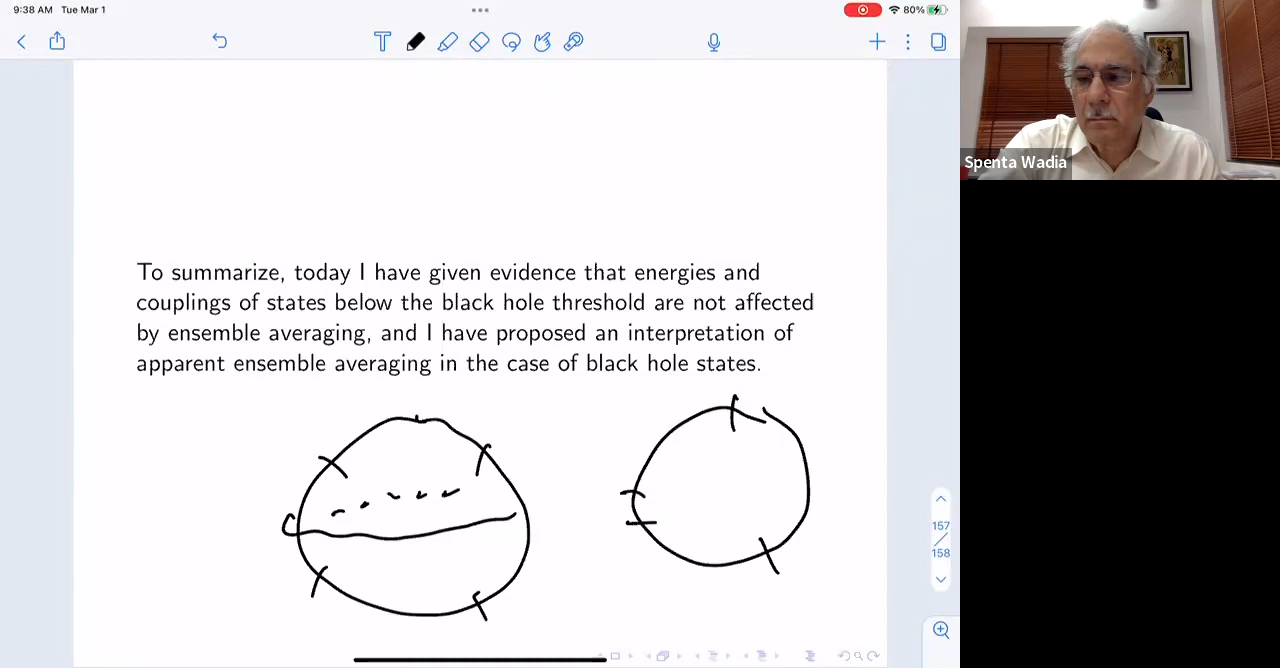 9:38 AM Tue Mar 1
80%
Spenta Wadia
To summarize, today I have given evidence that energies and
couplings of states below the black hole threshold are not affected
by ensemble averaging, and I have proposed an interpretation of
apparent ensemble averaging in the case of black hole states.
157
158